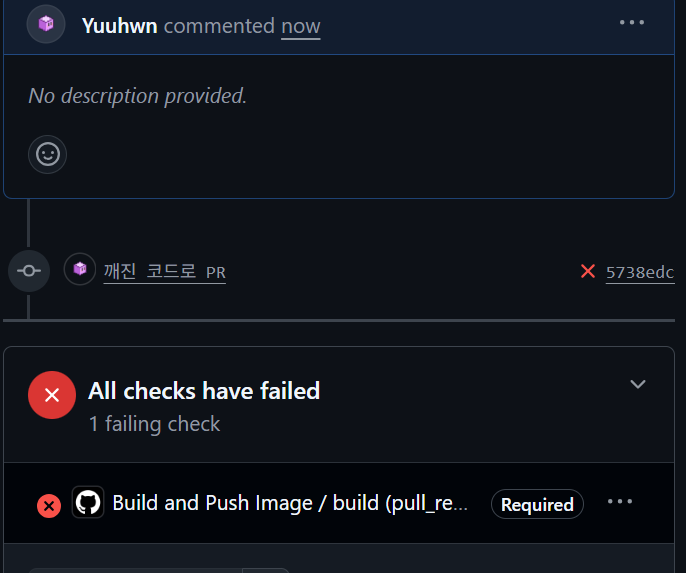 Yuuhwn commented now
No description provided.
깨진 코드로 PR
5738edc
All checks have failed
1 failing check
Build and Push Image / build (pull_re...
Required